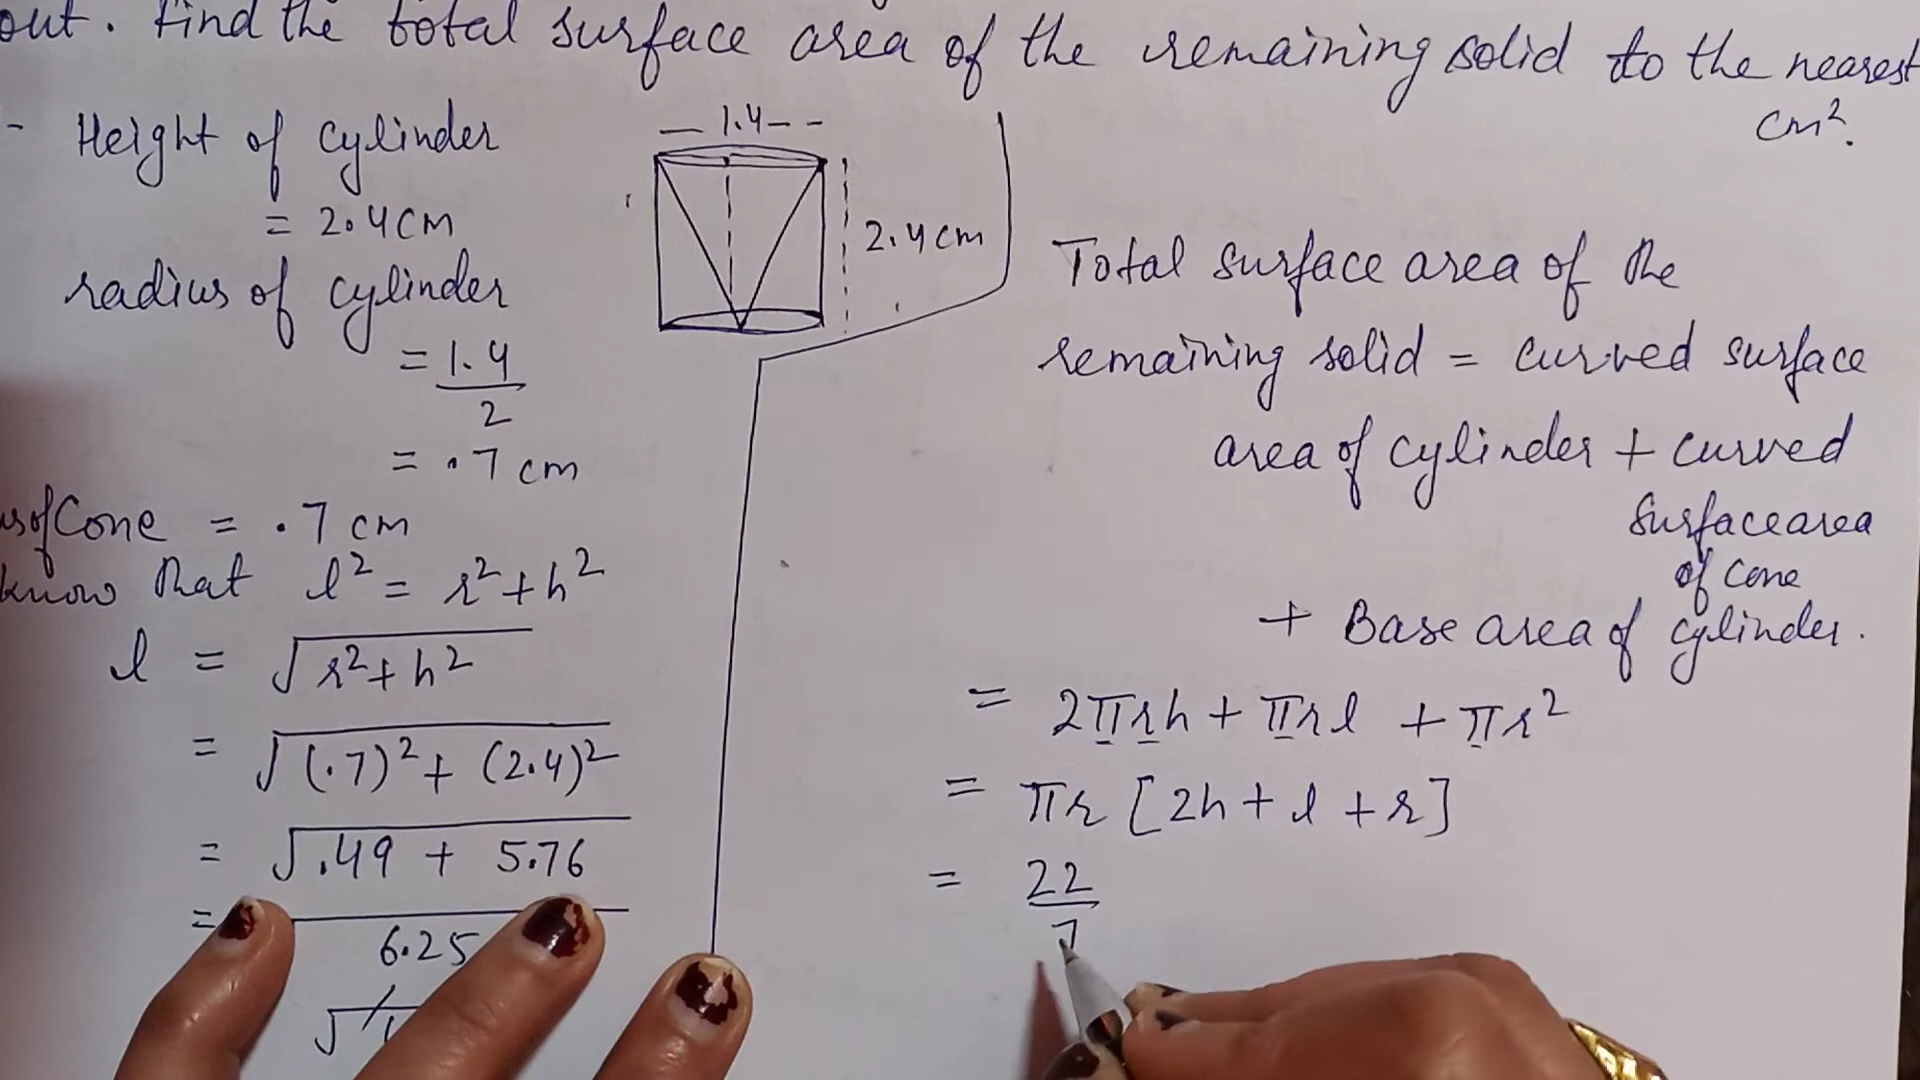 out. Find the total surface area of the remaining solid to the nearest
cm².
- Height of cylinder
= 2.4cm
radius of cylinder
= 1.4
2
= .7 cm
of Cone = .7 cm
know that l² = r²+h²
l = √r²+h²
= √(.7)²+ (2.4)²
= √.49 + 5.76
=
6.25
√
1.4
2.4cm
Total surface area of the
remaining solid = curved surface
area of cylinder + curved
surface area
of cone
+ Base area of cylinder.
= 2πrh + πrl + πr²
= πr [2h + l + r]
= 22
7